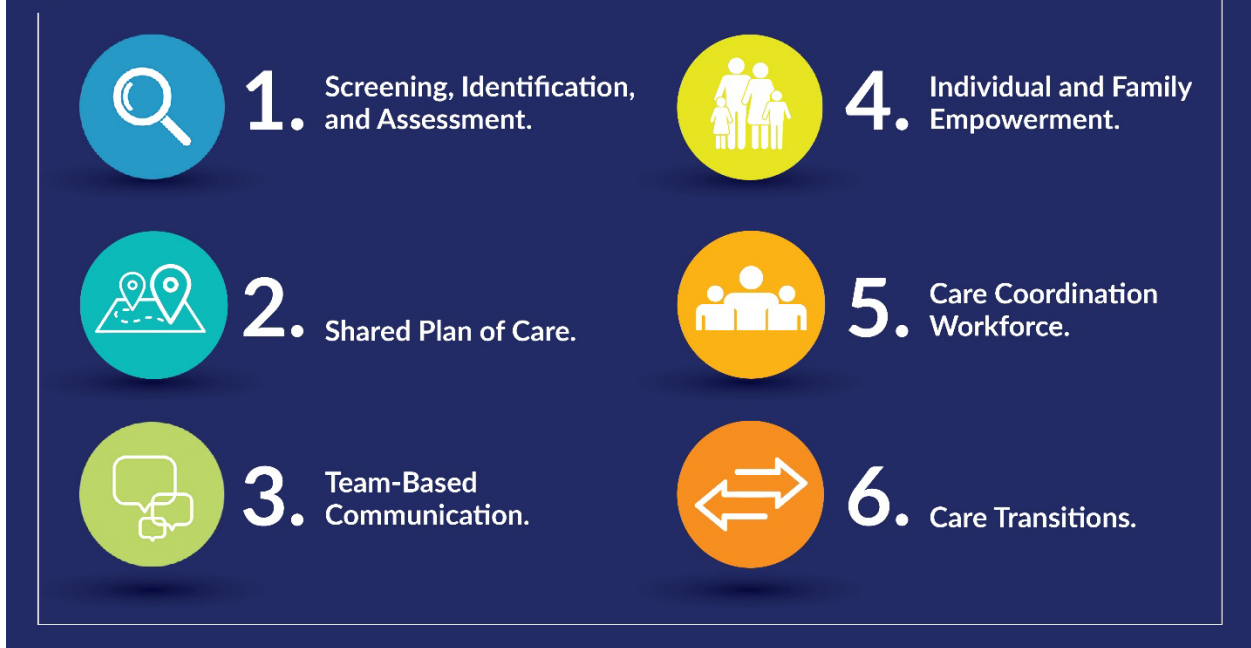 1. Screening, Identification,
and Assessment.
2. Shared Plan of Care.
3. Team-Based
Communication.
4. Individual and Family
Empowerment.
5. Care Coordination
Workforce.
6. Care Transitions.